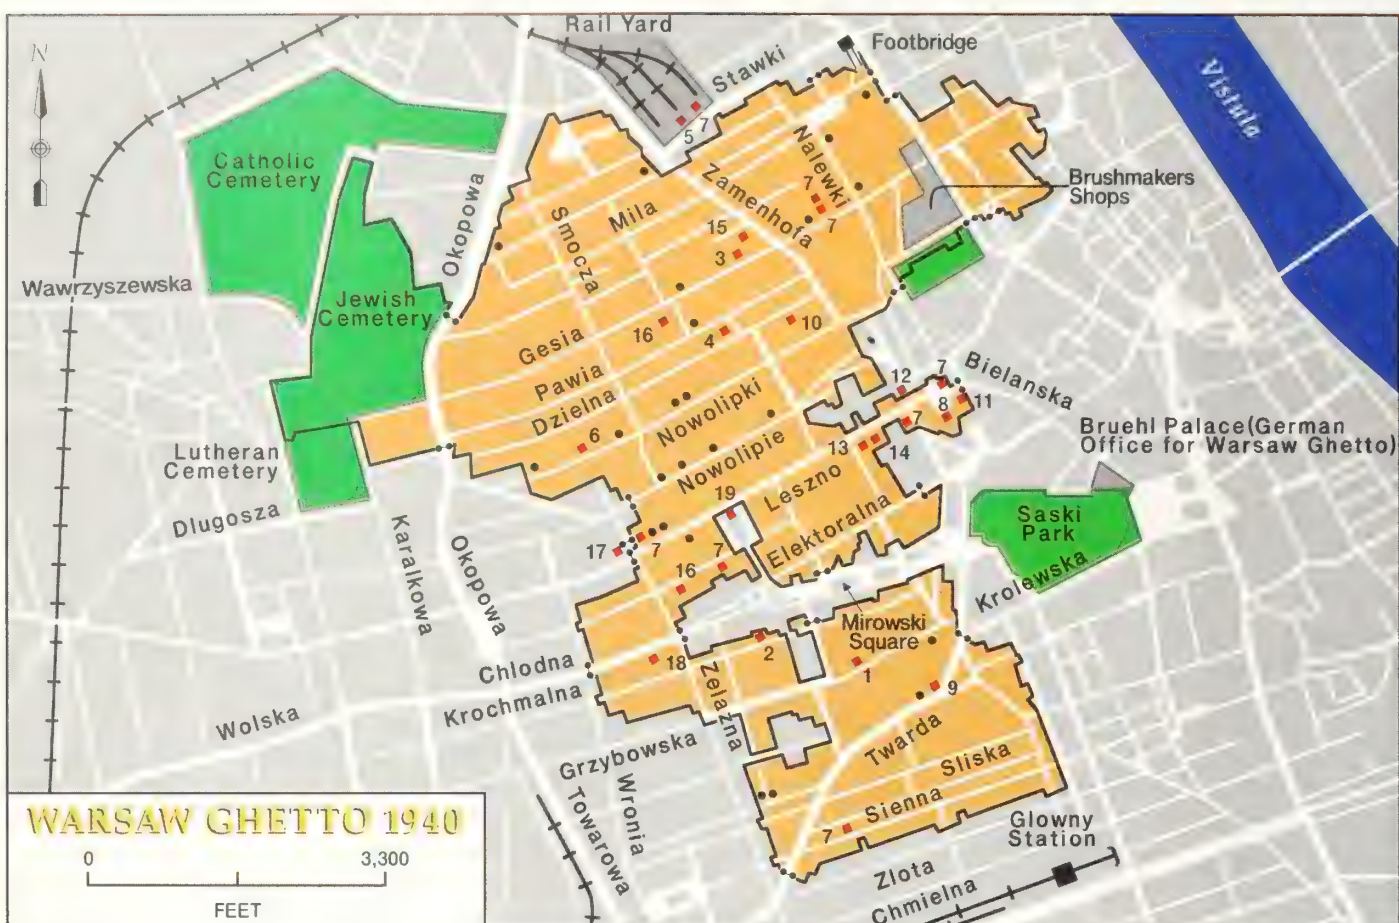 Rail Yard
Footbridge
Stawki
N
Vistula
Catholic
Cemetery
Okopowa
5
7
Nalewki
Zamenhofa
Brushmakers
Shops
Smocza
Mila
7
7
15
3
Wawrzyszewska
Jewish
Cemetery
Gesia
16
4
10
Pawia
Dzielna
Bielanska
7
12
11
8
7
Nowolipki
6
13
14
Bruehl Palace(German
Office for Warsaw Ghetto)
Lutheran
Cemetery
Nowolipie
Leszno
19
Elektoralna
Saski
Park
Dlugosza
Karalkowa
Okopowa
17
7
7
16
Krolewska
Mirowski
Square
Chlodna
18
2
1
9
Krochmalna
Zelazna
Wolska
Grzybowska
Twarda
Sliska
Sienna
7
Wronia
Towarowa
Glowny
Station
Zlota
Chmielna
WARSAW GHETTO 1940
0
3,300
FEET